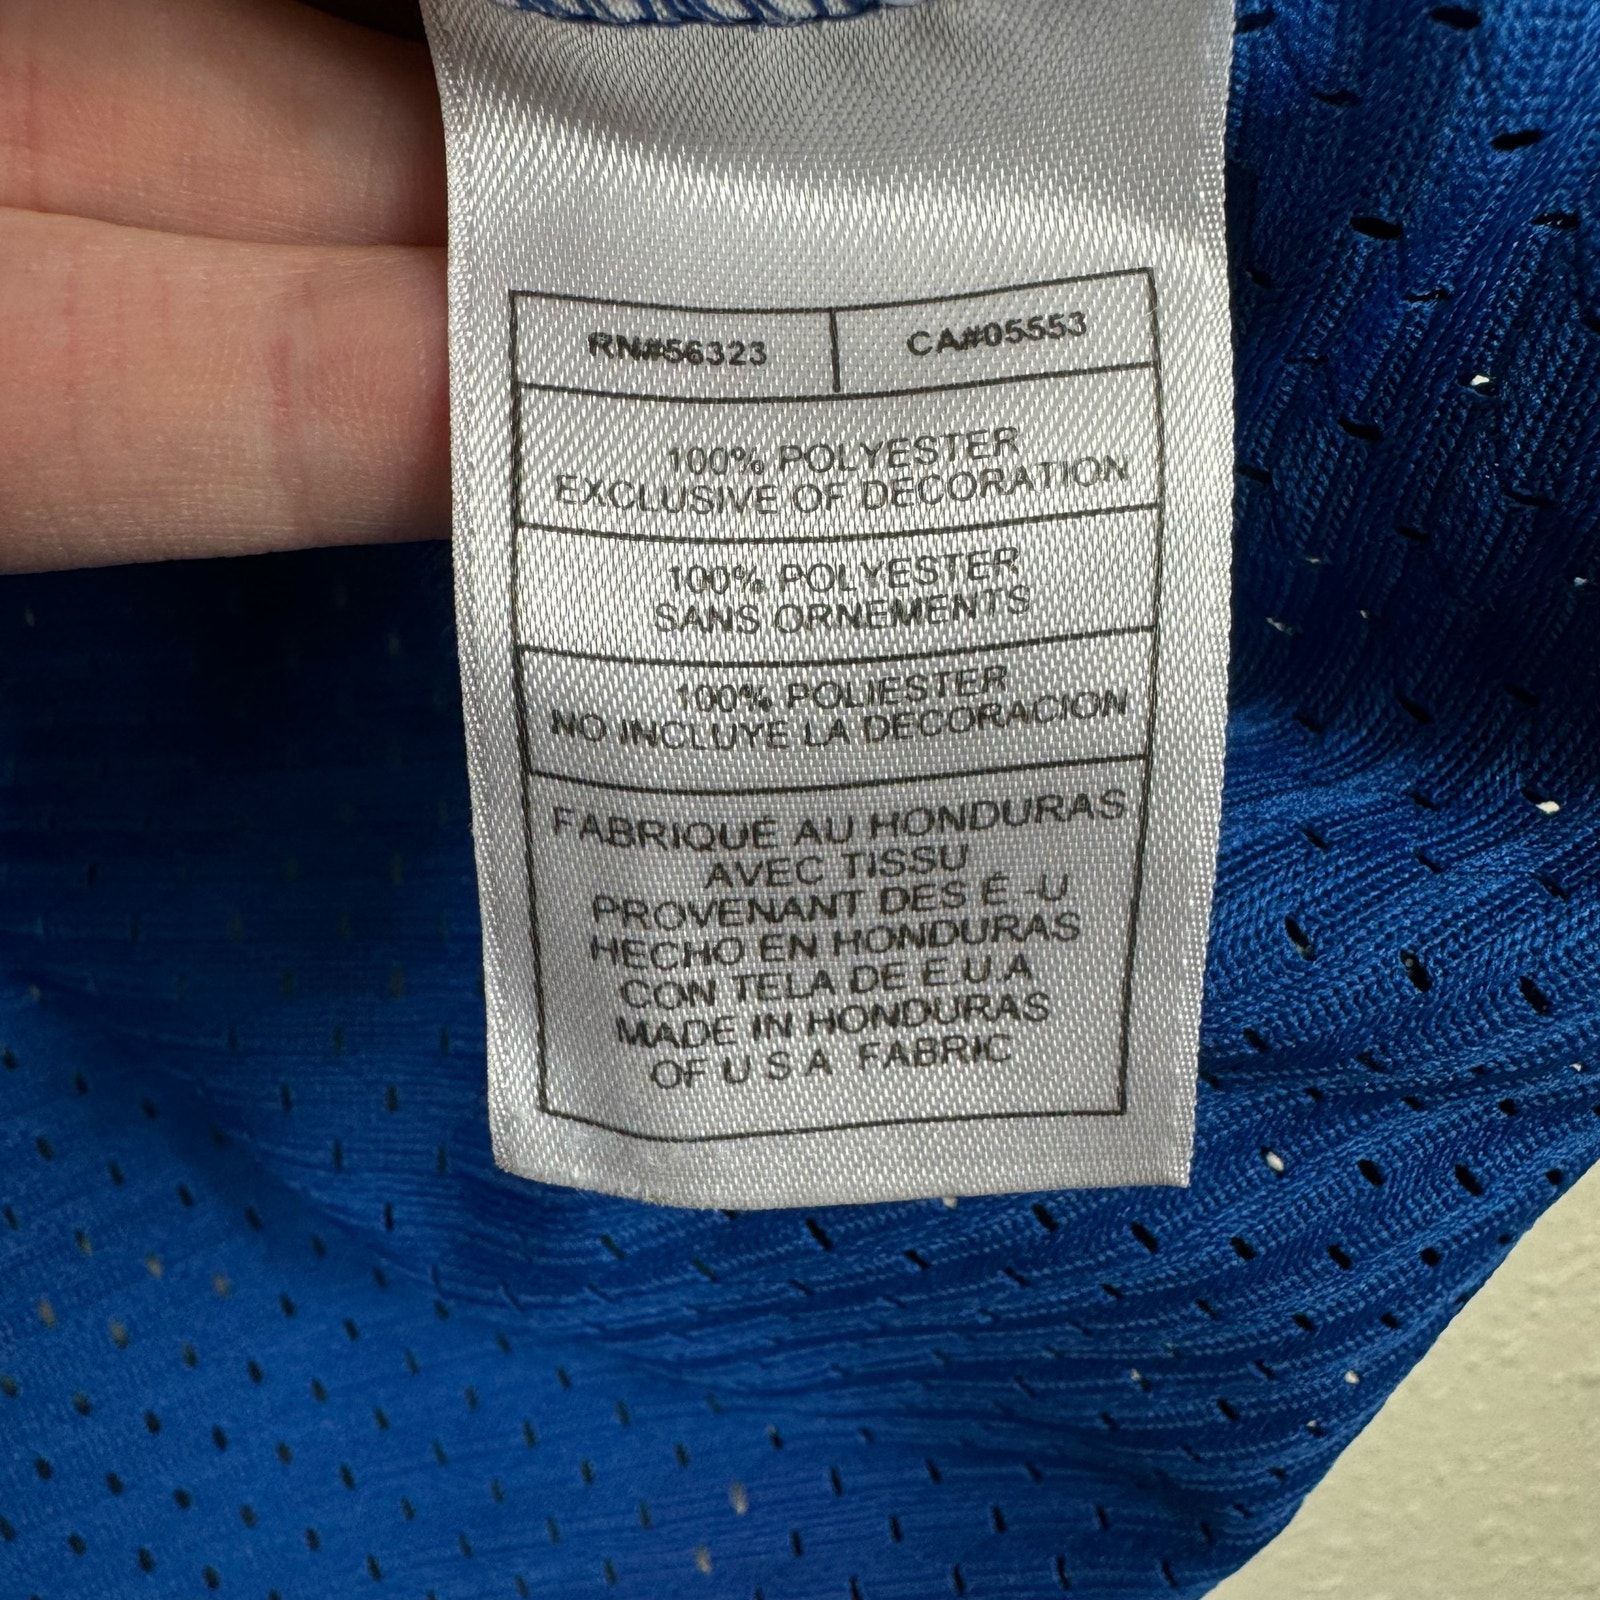 RN#56323 CA#05553
100% POLYESTER
EXCLUSIVE OF DECORATION
100% POLYESTER
SANS ORNEMENTS
100% POLIESTER
NO INCLUYE LA DECORACION
FABRIQUÉ AU HONDURAS
AVEC TISSU
PROVENANT DES É.-U
HECHO EN HONDURAS
CON TELA DE E.U.A
MADE IN HONDURAS
OF U S A FABRIC